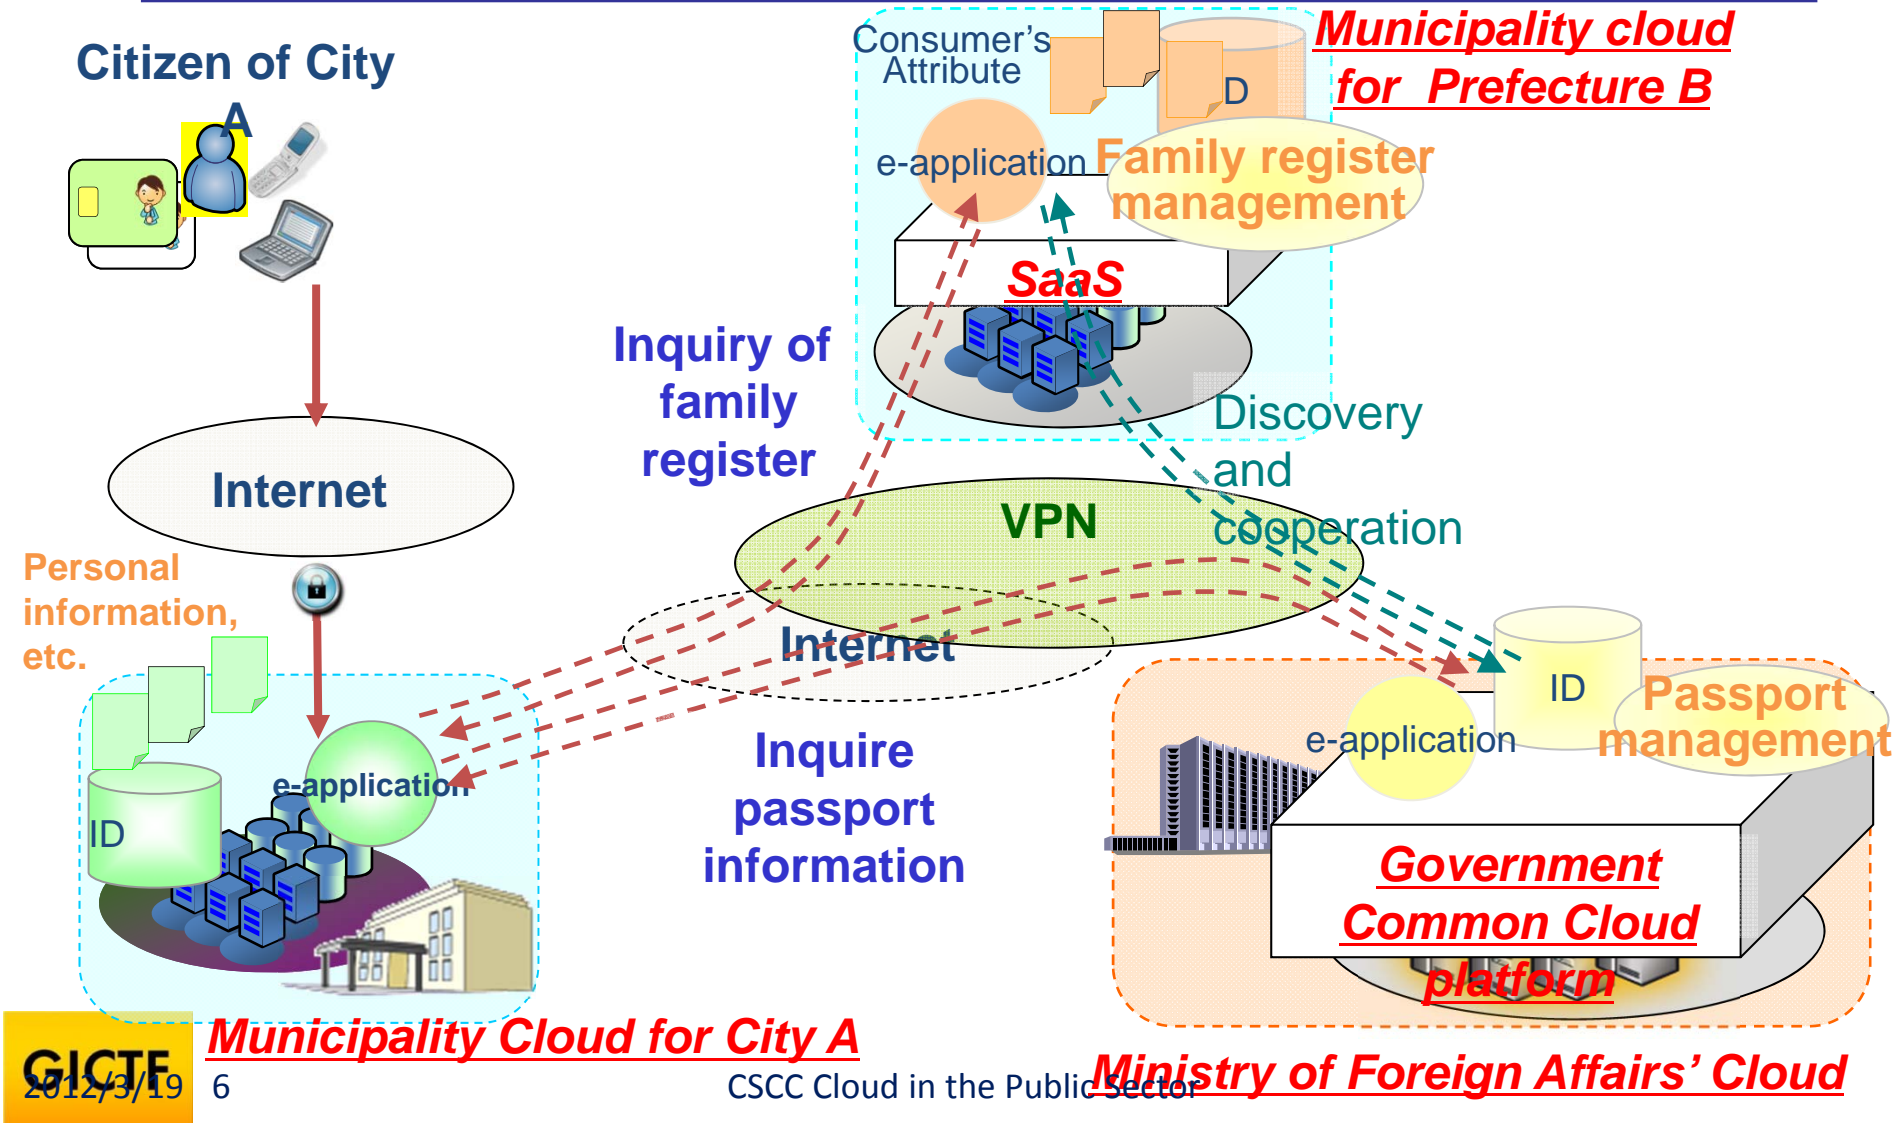 Citizen of City
A
Consumer's
Attribute
Municipality cloud
for Prefecture B
D
e-application
Family register
management
SaaS
Inquiry of
family
register
Discovery
and
cooperation
Internet
VPN
Internet
Personal
information,
etc.
e-application
ID
Inquire
passport
information
ID
Passport
management
e-application
Government
Common Cloud
platform
Municipality Cloud for City A
Ministry of Foreign Affairs' Cloud
GICTF
2012/3/19
6
CSCC Cloud in the Public Sector